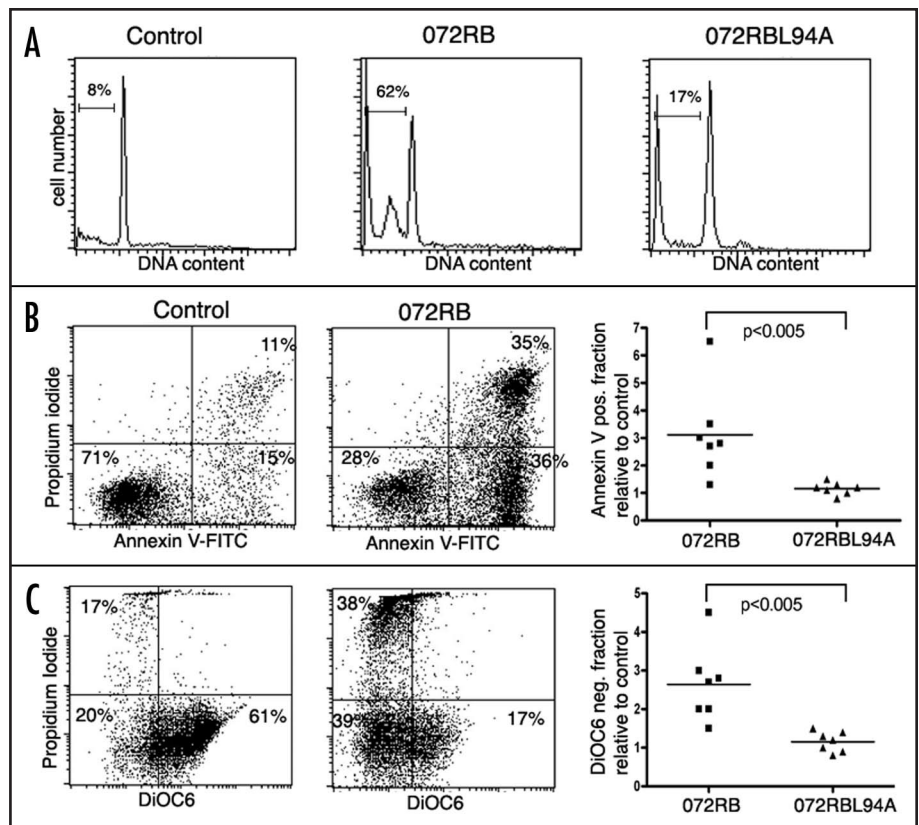 A
Control
072RB
072RBL94A
8%
62%
17%
cell number
DNA content
DNA content
DNA content
B
Control
072RB
11%
71%
15%
35%
28%
36%
Propidium iodide
Annexin V-FITC
Annexin V-FITC
p<0.005
7
6
5
4
3
2
1
0
Annexin V pos. fraction
relative to control
072RB
072RBL94A
C
17%
20%
61%
38%
39%
17%
Propidium Iodide
DiOC6
DiOC6
p<0.005
5
4
3
2
1
0
DiOC6 neg. fraction
relative to control
072RB
072RBL94A